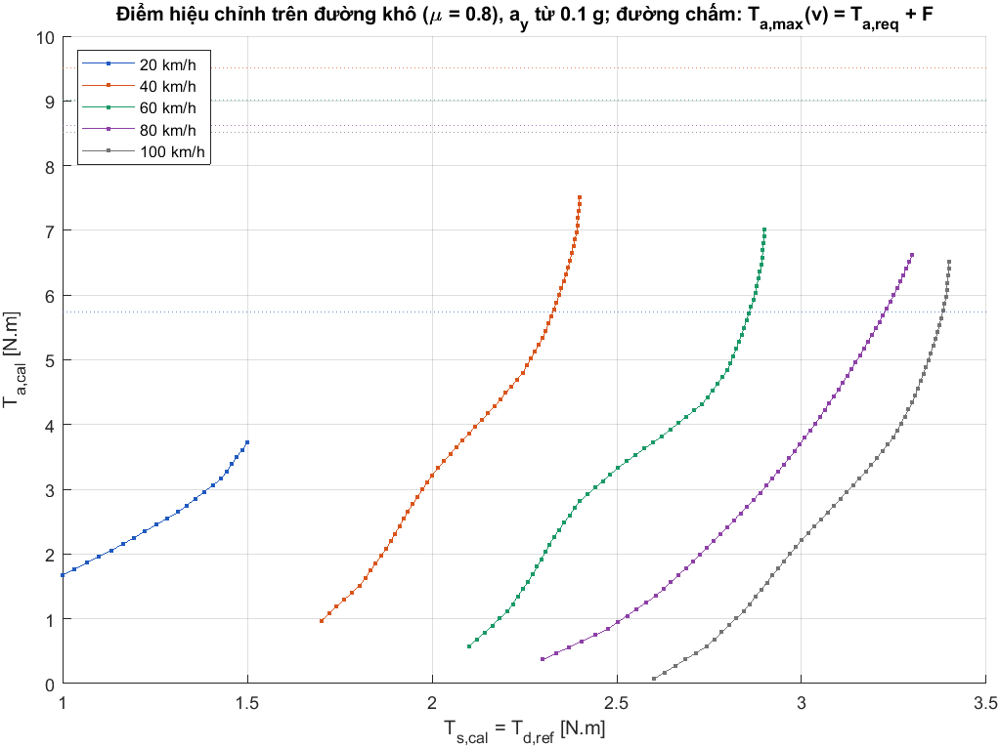 Điểm hiệu chỉnh trên đường khô (μ = 0.8), a_y từ 0.1 g; đường chấm: T_a,max(v) = T_a,req + F
20 km/h
40 km/h
60 km/h
80 km/h
100 km/h
10
9
8
7
6
5
4
3
2
1
0
T_a,cal [N.m]
1
1.5
2
2.5
3
3.5
T_s,cal = T_d,ref [N.m]